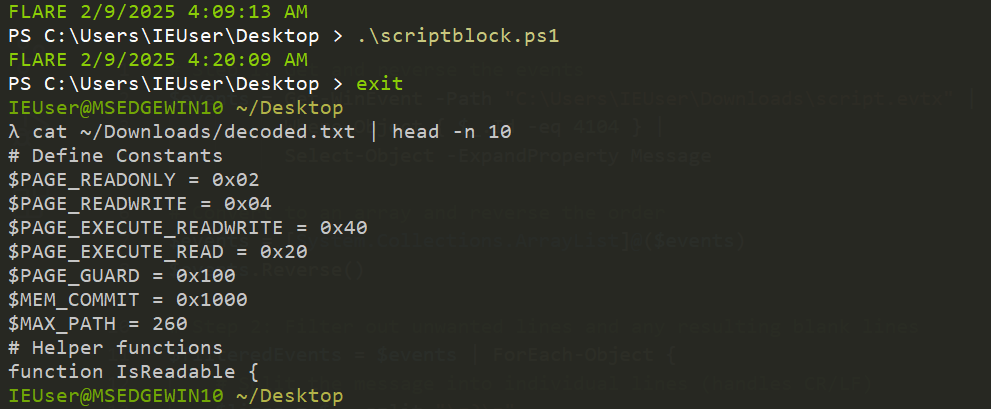 FLARE 2/9/2025 4:09:13 AM
PS C:\Users\IEUser\Desktop > .\scriptblock.ps1
FLARE 2/9/2025 4:20:09 AM
PS C:\Users\IEUser\Desktop > exit
IEUser@MSEDGEWIN10 ~/Desktop
λ cat ~/Downloads/decoded.txt | head -n 10
# Define Constants
$PAGE_READONLY = 0x02
$PAGE_READWRITE = 0x04
$PAGE_EXECUTE_READWRITE = 0x40
$PAGE_EXECUTE_READ = 0x20
$PAGE_GUARD = 0x100
$MEM_COMMIT = 0x1000
$MAX_PATH = 260
# Helper functions
function IsReadable {
IEUser@MSEDGEWIN10 ~/Desktop